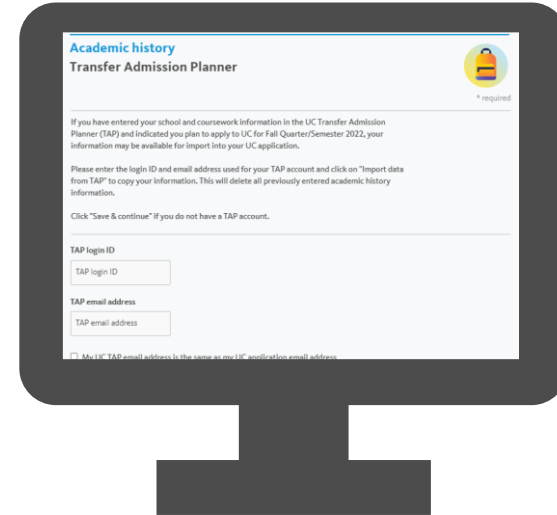 Academic history
Transfer Admission Planner
* required
If you have entered your school and coursework information in the UC Transfer Admission
Planner (TAP) and indicated you plan to apply to UC for Fall Quarter/Semester 2022, your
information may be available for import into your UC application.
Please enter the login ID and email address used for your TAP account and click on "Import data
from TAP" to copy your information. This will delete all previously entered academic history
information.
Click "Save & continue" if you do not have a TAP account.
TAP login ID
TAP login ID
TAP email address
TAP email address
My UC TAP email address is the same as my UC application email address